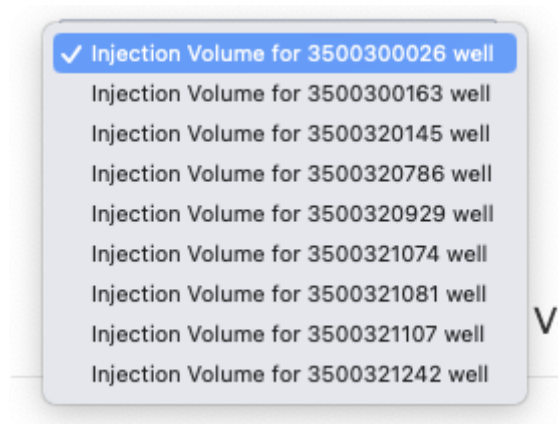 ✓ Injection Volume for 3500300026 well
Injection Volume for 3500300163 well
Injection Volume for 3500320145 well
Injection Volume for 3500320786 well
Injection Volume for 3500320929 well
Injection Volume for 3500321074 well
Injection Volume for 3500321081 well
Injection Volume for 3500321107 well
V
Injection Volume for 3500321242 well